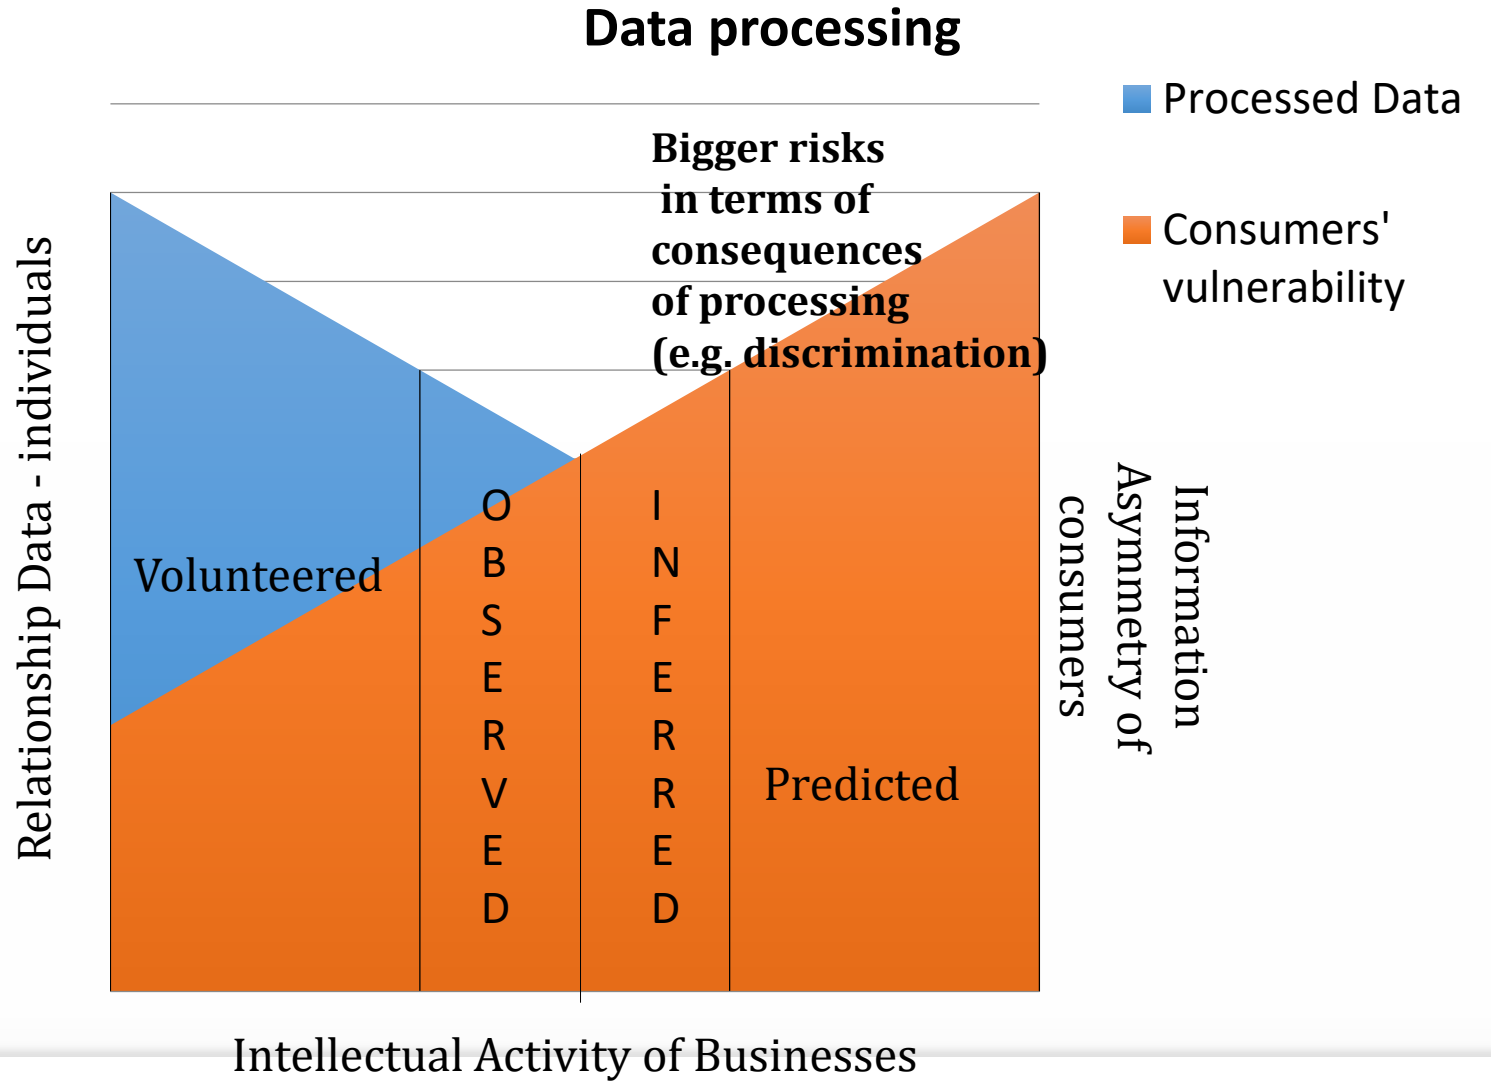 Data processing
Processed Data
Consumers'
vulnerability
Bigger risks
in terms of
consequences
of processing
(e.g. discrimination)
Relationship Data - individuals
Volunteered
OBSERVED
INFERRED
Predicted
Information
Asymmetry of
consumers
Intellectual Activity of Businesses